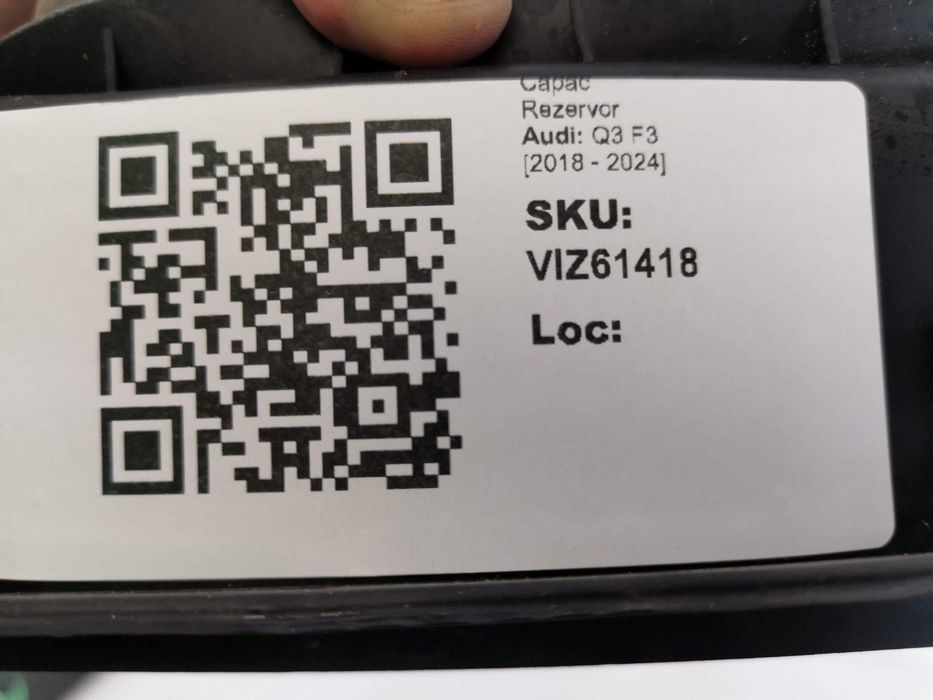 Capac
Rezervor
Audi: Q3 F3
[2018 - 2024]
SKU:
VIZ61418
Loc: